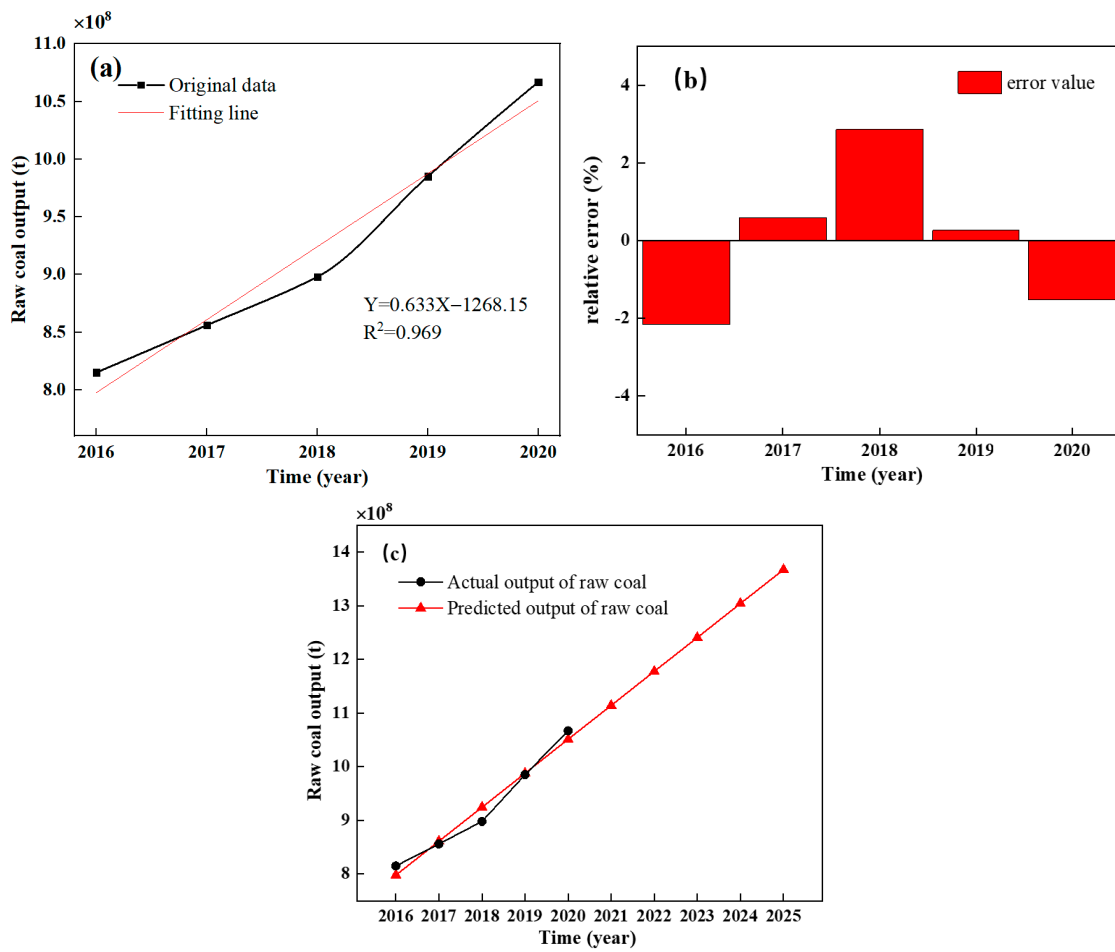 ×10⁸
(a)
Original data
Fitting line
Y=0.633X−1268.15
R²=0.969
11.0
10.5
10.0
9.5
9.0
8.5
8.0
Raw coal output (t)
2016 2017 2018 2019 2020
Time (year)
(b)
error value
4
2
0
-2
-4
relative error (%)
2016 2017 2018 2019 2020
Time (year)
×10⁸
(c)
Actual output of raw coal
Predicted output of raw coal
14
13
12
11
10
9
8
Raw coal output (t)
2016 2017 2018 2019 2020 2021 2022 2023 2024 2025
Time (year)